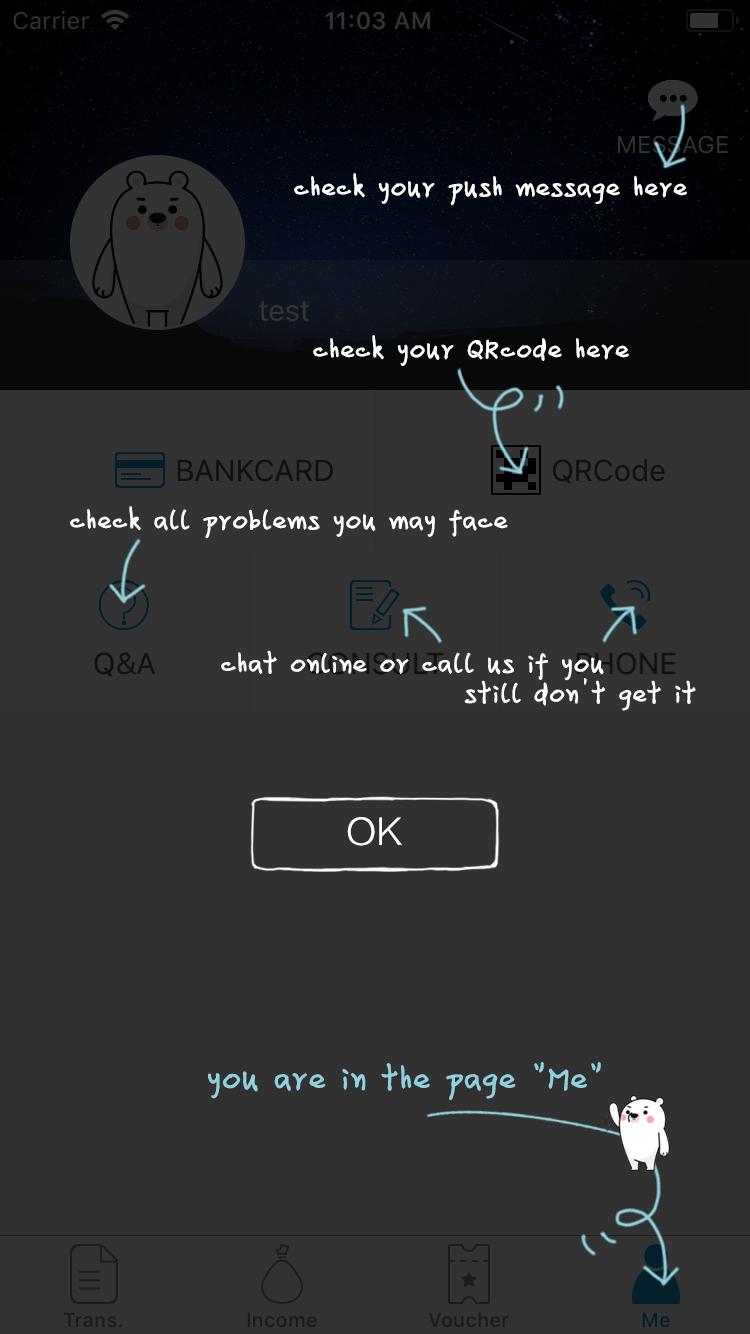 Carrier 11:03 AM
MESSAGE
check your push message here
test
check your QRcode here
BANKCARD QRCode
check all problems you may face
Q&A CONSULT PHONE
chat online or call us if you
still don't get it
OK
you are in the page "Me"
Trans. Income Voucher Me